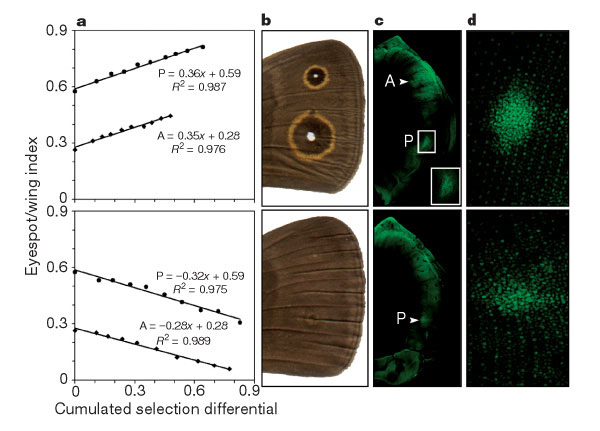 a
b
c
d
0.9
0.6
0.3
0
P = 0.36x + 0.59
R² = 0.987
A = 0.35x + 0.28
R² = 0.976
A
P
Eyespot/wing index
0.9
0.6
0.3
0
P = −0.32x + 0.59
R² = 0.975
A = −0.28x + 0.28
R² = 0.989
P
0
0.3
0.6
0.9
Cumulated selection differential